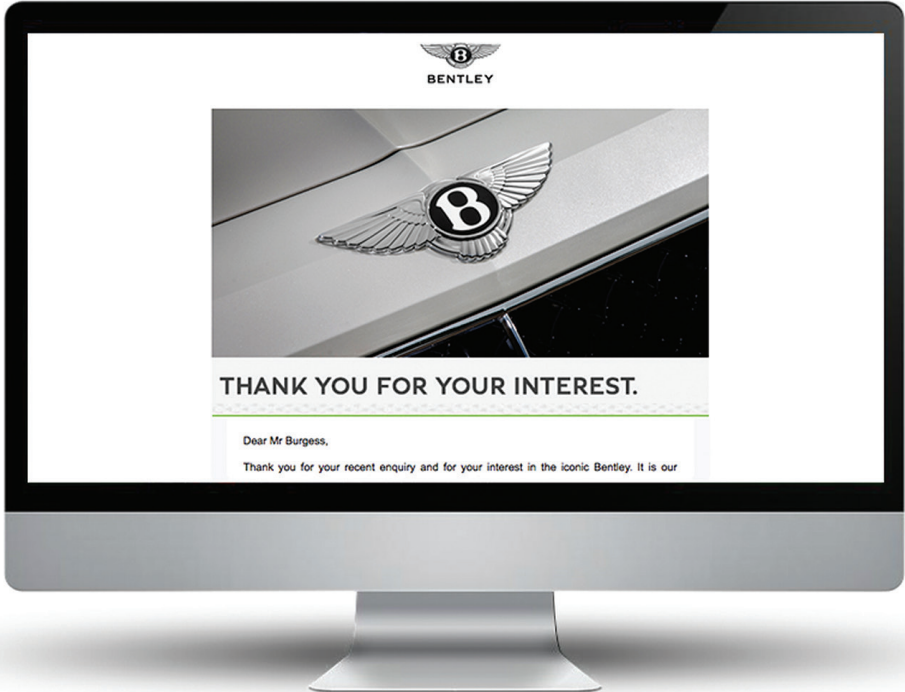 B
BENTLEY
B
THANK YOU FOR YOUR INTEREST.
Dear Mr Burgess,
Thank you for your recent enquiry and for your interest in the iconic Bentley. It is our